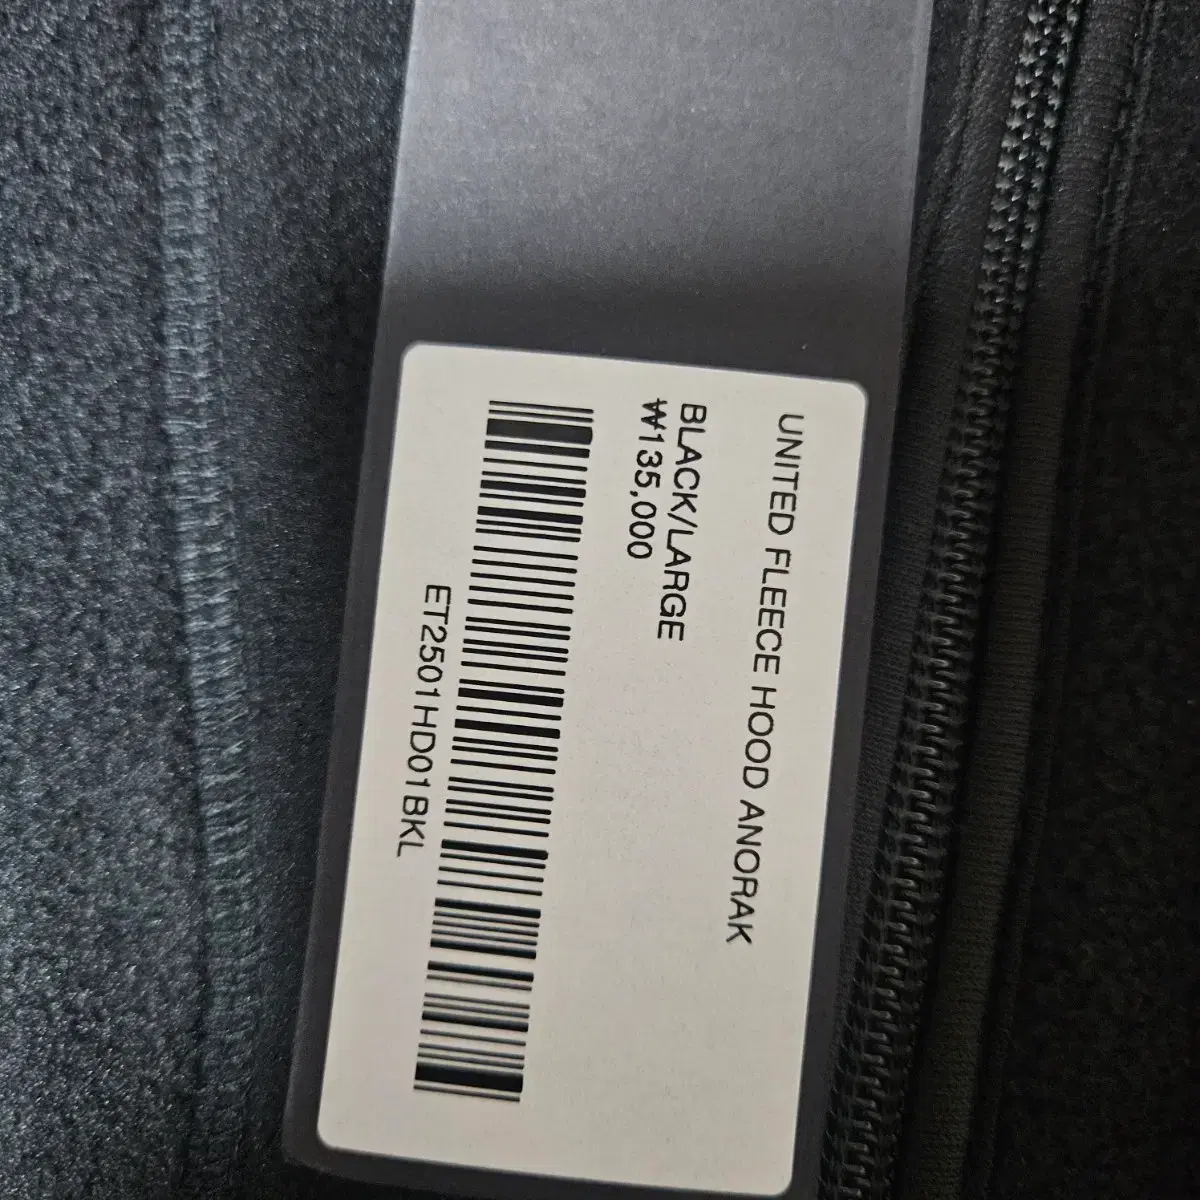 UNITED FLEECE HOOD ANORAK
BLACK/LARGE
₩135,000
ET2501HD01BKL